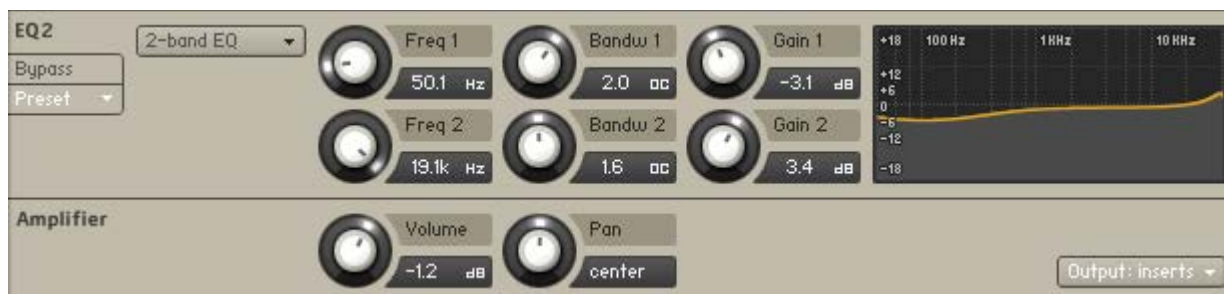 EQ2
2-band EQ
Freq 1
Bandw 1
Gain 1
+18 100 Hz 1 KHz 10 KHz
+12
+6
0
-6
-12
-18
Bypass
50.1 Hz
2.0 OC
-3.1 dB
Preset
Freq 2
Bandw 2
Gain 2
19.1k Hz
1.6 OC
3.4 dB
Amplifier
Volume
Pan
-1.2 dB
center
Output: inserts